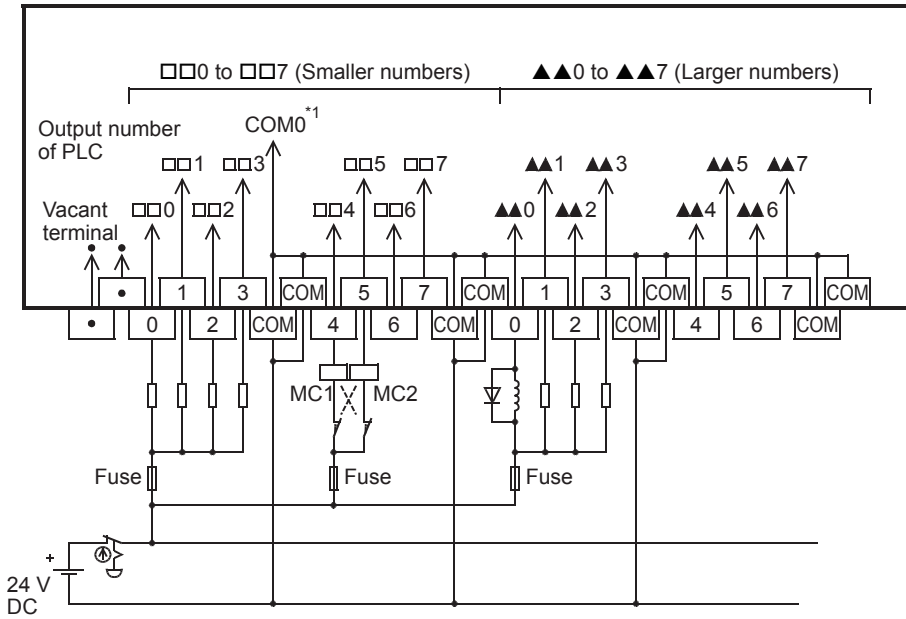 □□0 to □□7 (Smaller numbers) ▲▲0 to ▲▲7 (Larger numbers)
Output number
of PLC
COM0*1
□□1 □□3 □□5 □□7 ▲▲1 ▲▲3 ▲▲5 ▲▲7
Vacant
terminal
□□0 □□2 □□4 □□6 ▲▲0 ▲▲2 ▲▲4 ▲▲6
• 1 3 COM 5 7 COM 1 3 COM 5 7 COM
• 0 2 COM 4 6 COM 0 2 COM 4 6 COM
MC1 MC2
Fuse Fuse Fuse
+
24 V
DC